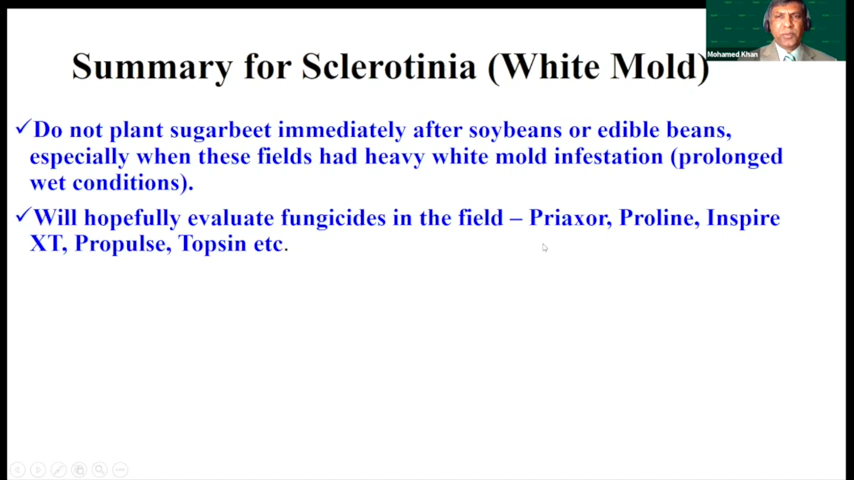 Mohamed Khan
Summary for Sclerotinia (White Mold)
✓Do not plant sugarbeet immediately after soybeans or edible beans,
especially when these fields had heavy white mold infestation (prolonged
wet conditions).
✓Will hopefully evaluate fungicides in the field – Priaxor, Proline, Inspire
XT, Propulse, Topsin etc.